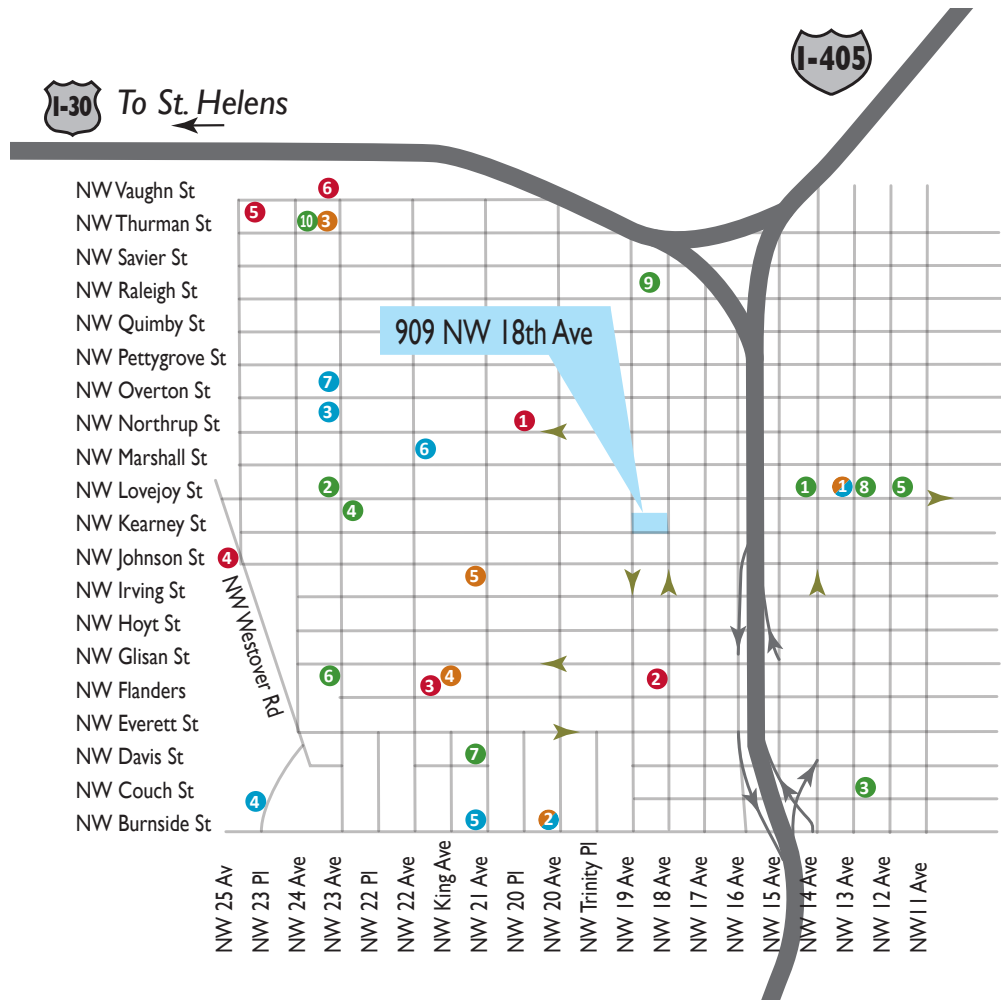 I-405
I-30
To St. Helens
NW Vaughn St
6
5
NW Thurman St
10
3
NW Savier St
NW Raleigh St
9
NW Quimby St
909 NW 18th Ave
NW Pettygrove St
NW Overton St
7
3
NW Northrup St
1
NW Marshall St
6
NW Lovejoy St
2
1
1
8
5
4
NW Kearney St
NW Johnson St
4
5
NW Irving St
NW Westover Rd
NW Hoyt St
NW Glisan St
6
4
2
NW Flanders
3
NW Everett St
NW Davis St
7
NW Couch St
3
4
NW Burnside St
5
2
NW 25 Av
NW 23 Pl
NW 24 Ave
NW 23 Ave
NW 22 Pl
NW 22 Ave
NW King Ave
NW 21 Ave
NW 20 Pl
NW 20 Ave
NW Trinity Pl
NW 19 Ave
NW 18 Ave
NW 17 Ave
NW 16 Ave
NW 15 Ave
NW 14 Ave
NW 13 Ave
NW 12 Ave
NW11 Ave